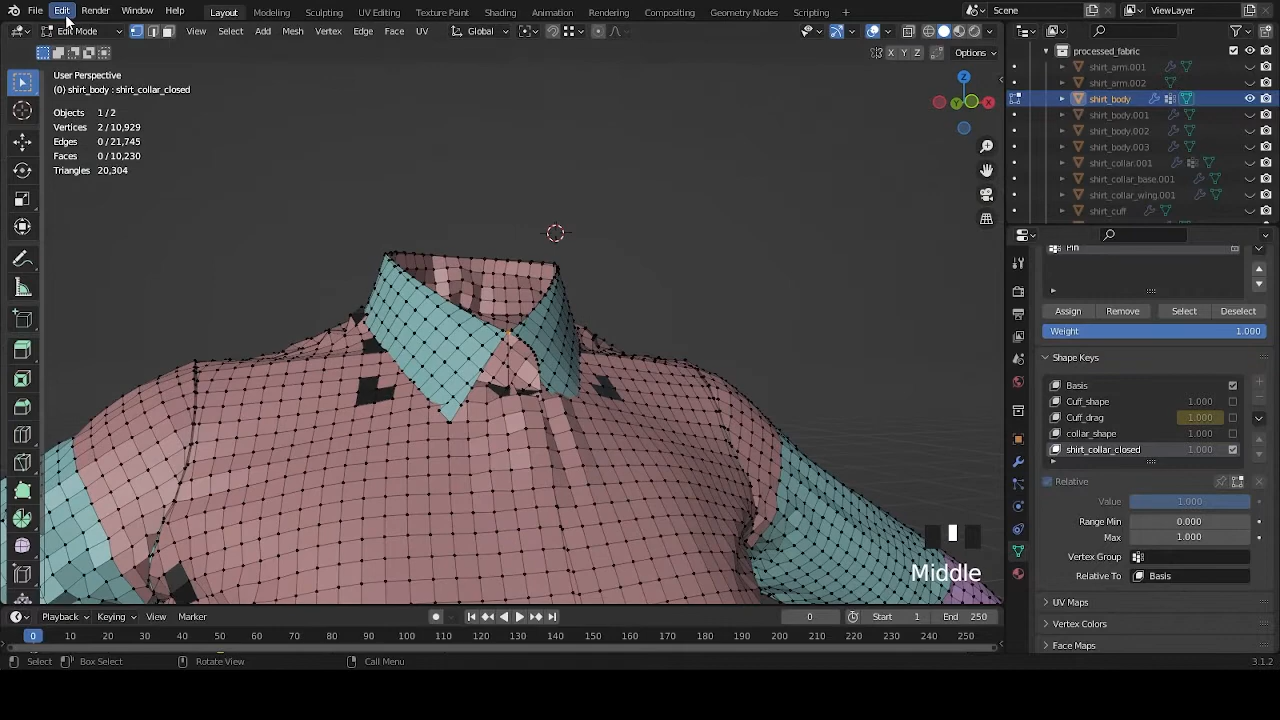 File Edit Render Window Help Layout Modeling Sculpting UV Editing Texture Paint Shading Animation Rendering Compositing Geometry Nodes Scripting + Scene ViewLayer
Edit Mode View Select Add Mesh Vertex Edge Face UV Global
X Y Z Options
User Perspective
(0) shirt_body : shirt_collar_closed
Objects 1/2
Vertices 2/10,929
Edges 0/21,745
Faces 0/10,230
Triangles 20,304
Z
Y
X
Middle
processed_fabric
shirt_arm.001
shirt_arm.002
shirt_body
shirt_body.001
shirt_body.002
shirt_body.003
shirt_collar.001
shirt_collar_base.001
shirt_collar_wing.001
shirt_cuff
Pin
Assign Remove Select Deselect
Weight 1.000
Shape Keys
Basis
Cuff_shape 1.000
Cuff_drag 1.000
collar_shape 1.000
shirt_collar_closed 1.000
Relative
Value 1.000
Range Min 0.000
Max 1.000
Vertex Group
Relative To Basis
UV Maps
Vertex Colors
Face Maps
Playback Keying View Marker 0 Start 1 End 250
0 10 20 30 40 50 60 70 80 90 100 110 120 130 140 150 160 170 180 190 200 210 220 230 240 250
Select Box Select Rotate View Call Menu 3.1.2